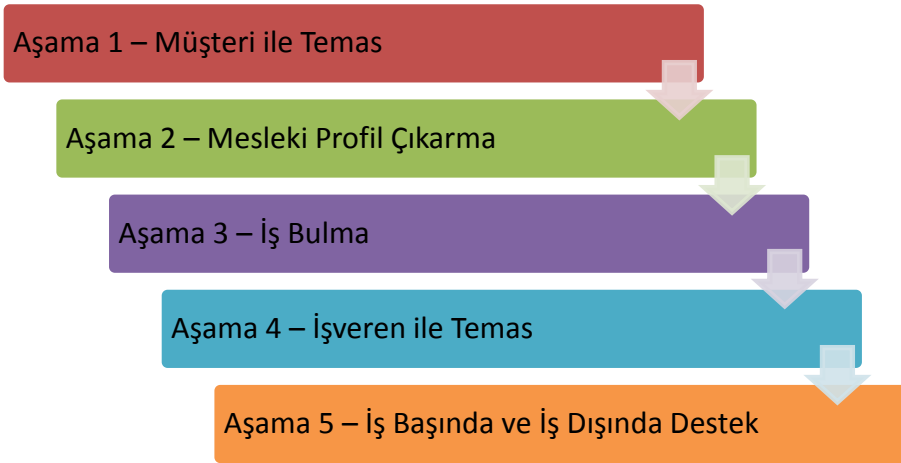 Aşama 1 – Müşteri ile Temas
Aşama 2 – Mesleki Profil Çıkarma
Aşama 3 – İş Bulma
Aşama 4 – İşveren ile Temas
Aşama 5 – İş Başında ve İş Dışında Destek